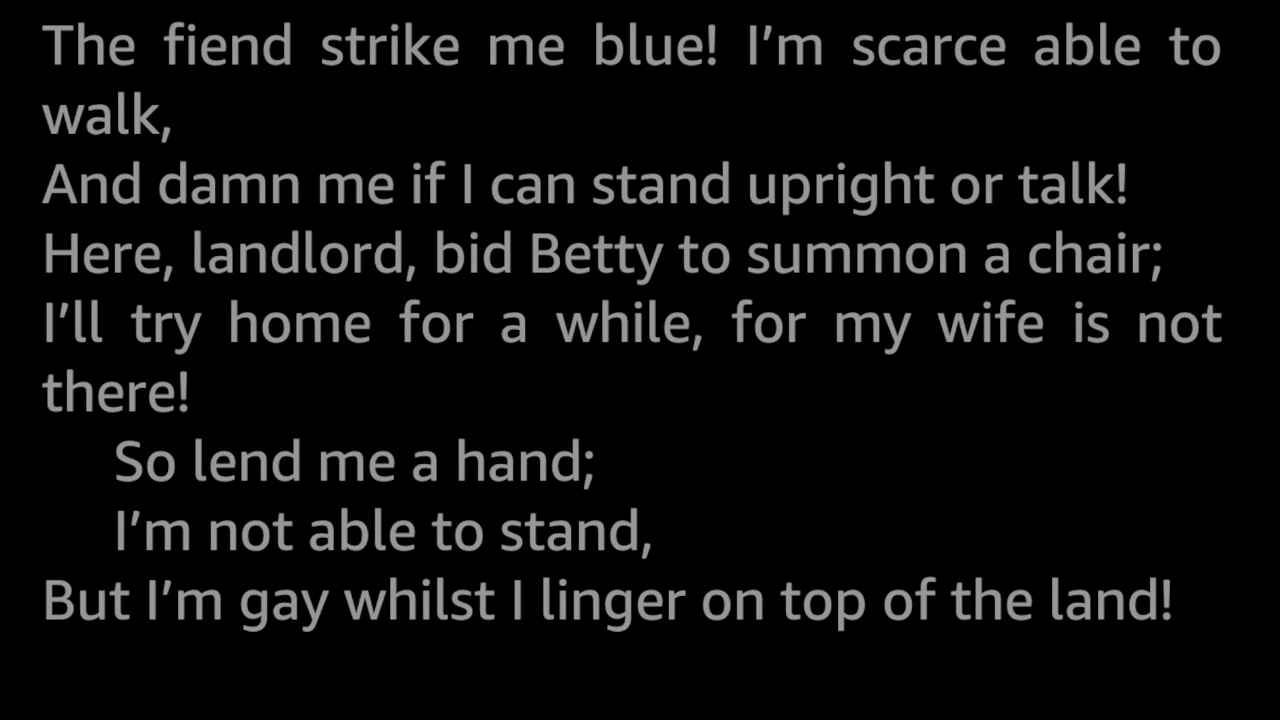 The fiend strike me blue! I’m scarce able to
walk,
And damn me if I can stand upright or talk!
Here, landlord, bid Betty to summon a chair;
I’ll try home for a while, for my wife is not
there!
So lend me a hand;
I’m not able to stand,
But I’m gay whilst I linger on top of the land!